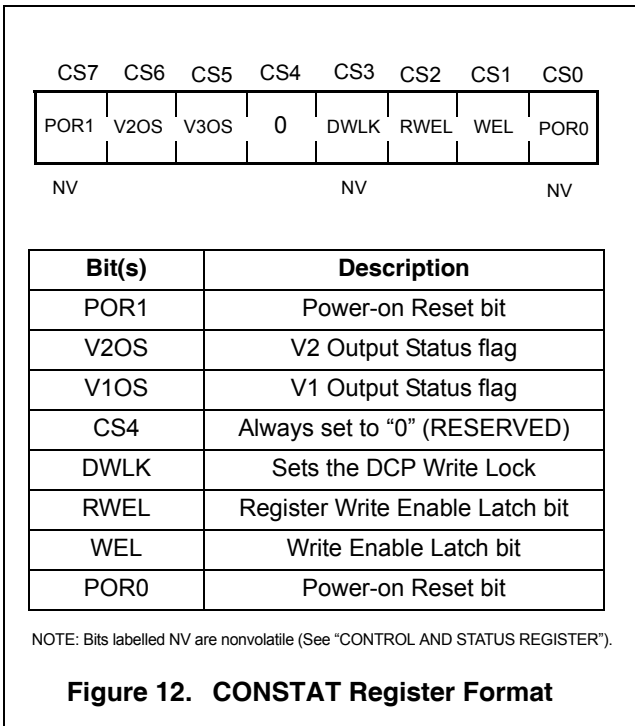 CS7 CS6 CS5 CS4 CS3 CS2 CS1 CS0
POR1 V2OS V3OS 0 DWLK RWEL WEL POR0
NV NV NV
Bit(s) Description
POR1 Power-on Reset bit
V2OS V2 Output Status flag
V1OS V1 Output Status flag
CS4 Always set to “0” (RESERVED)
DWLK Sets the DCP Write Lock
RWEL Register Write Enable Latch bit
WEL Write Enable Latch bit
POR0 Power-on Reset bit
NOTE: Bits labelled NV are nonvolatile (See “CONTROL AND STATUS REGISTER”).
Figure 12. CONSTAT Register Format